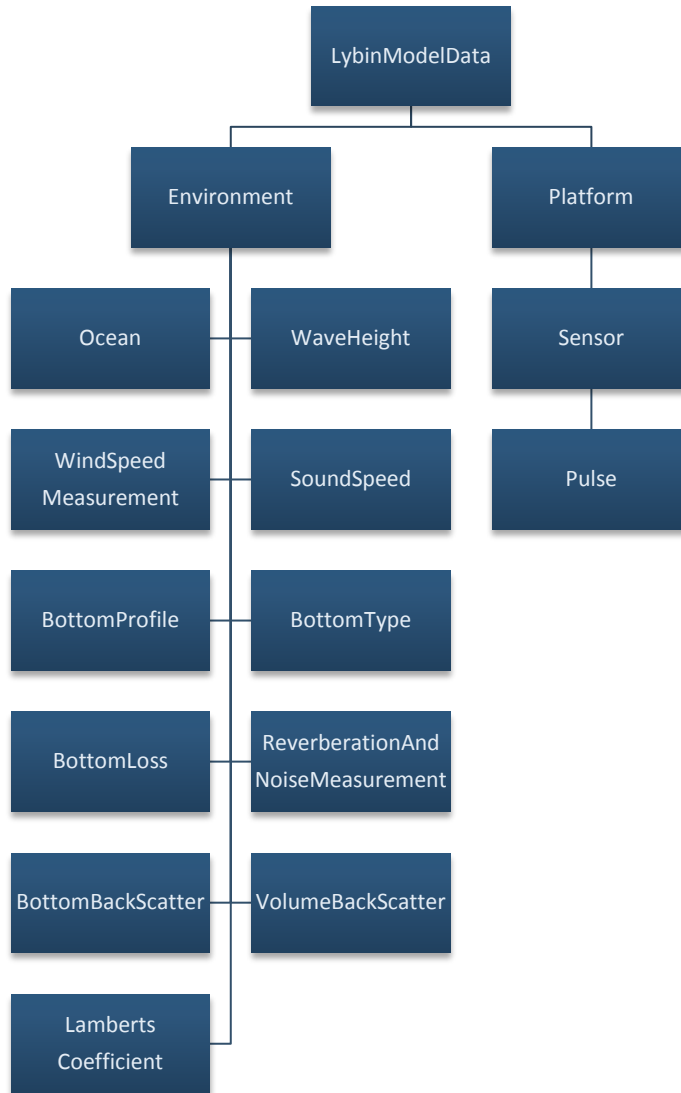 LybinModelData
Environment
Platform
Ocean
WaveHeight
Sensor
WindSpeed
Measurement
SoundSpeed
Pulse
BottomProfile
BottomType
BottomLoss
ReverberationAnd
NoiseMeasurement
BottomBackScatter
VolumeBackScatter
Lamberts
Coefficient